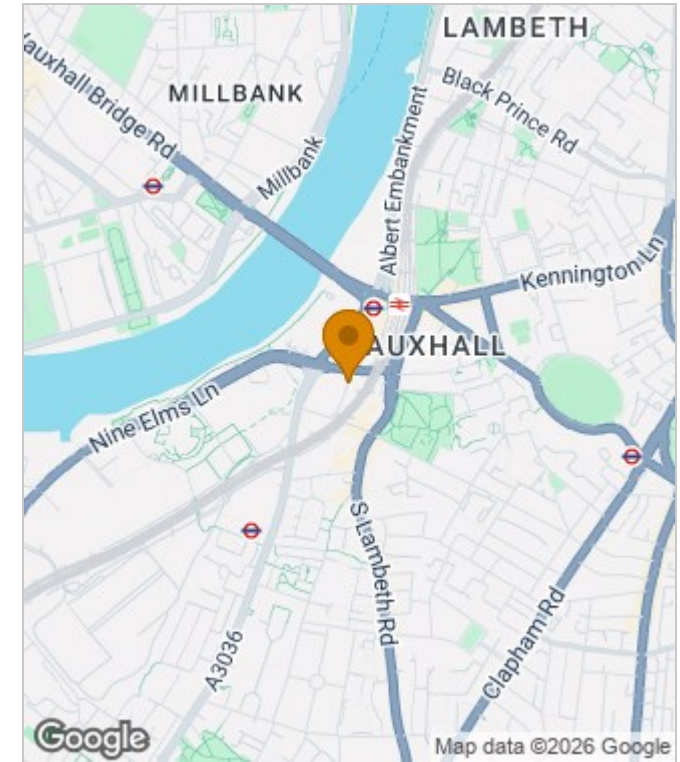 LAMBETH
Vauxhall Bridge Rd
MILLBANK
Black Prince Rd
Millbank
Albert Embankment
Kennington Ln
AUXHALL
Nine Elms Ln
S Lambeth Rd
A3036
Clapham Rd
Google
Map data ©2026 Google